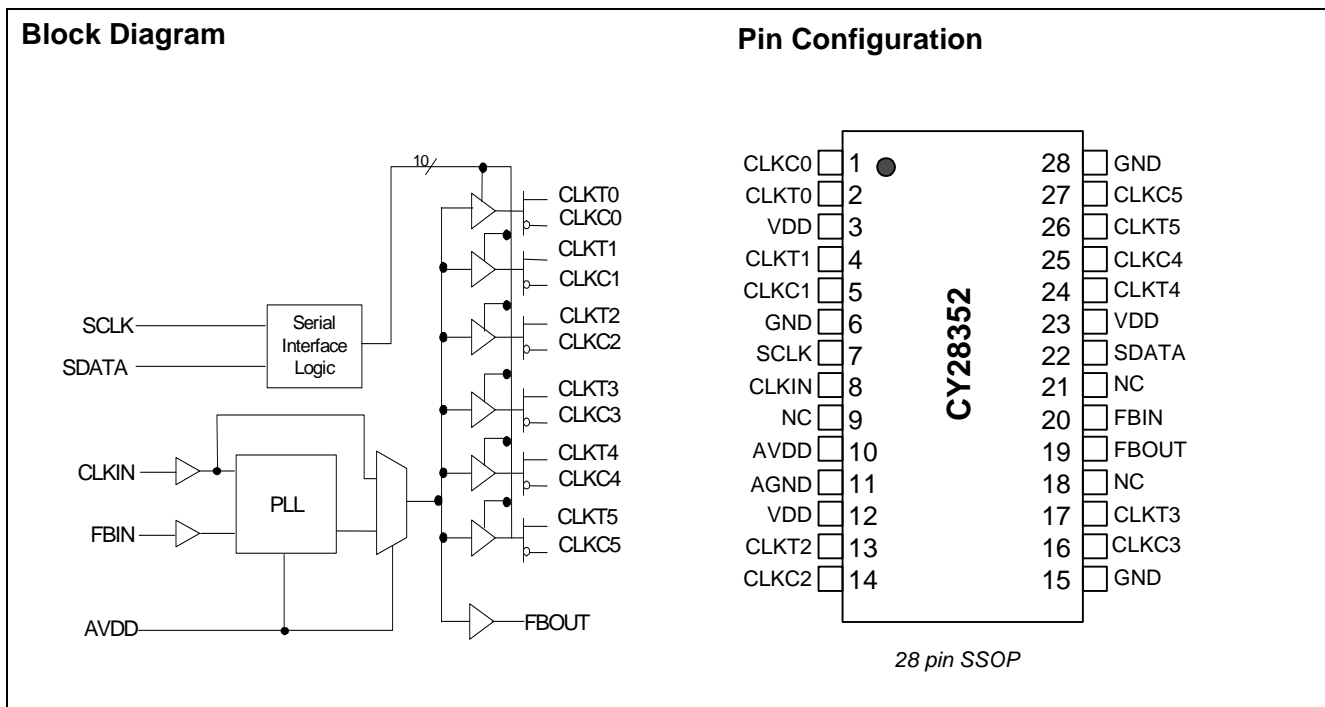 Block Diagram
10
SCLK
SDATA
Serial
Interface
Logic
CLKIN
FBIN
PLL
AVDD
CLKT0
CLKC0
CLKT1
CLKC1
CLKT2
CLKC2
CLKT3
CLKC3
CLKT4
CLKC4
CLKT5
CLKC5
FBOUT
Pin Configuration
CLKC0 1
CLKT0 2
VDD 3
CLKT1 4
CLKC1 5
GND 6
SCLK 7
CLKIN 8
NC 9
AVDD 10
AGND 11
VDD 12
CLKT2 13
CLKC2 14
CY28352
28 GND
27 CLKC5
26 CLKT5
25 CLKC4
24 CLKT4
23 VDD
22 SDATA
21 NC
20 FBIN
19 FBOUT
18 NC
17 CLKT3
16 CLKC3
15 GND
28 pin SSOP